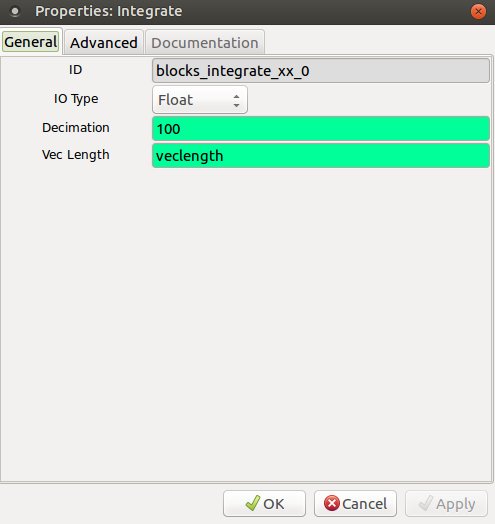 Properties: Integrate
General Advanced Documentation
ID blocks_integrate_xx_0
IO Type Float
Decimation 100
Vec Length veclength
OK Cancel Apply